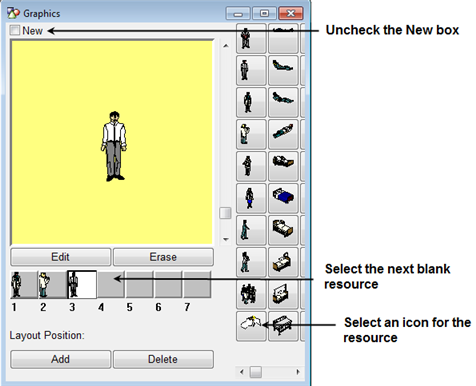 Graphics
New
Uncheck the New box
Edit
Erase
Select the next blank
resource
1 2 3 4 5 6 7
Select an icon for the
resource
Layout Position:
Add
Delete